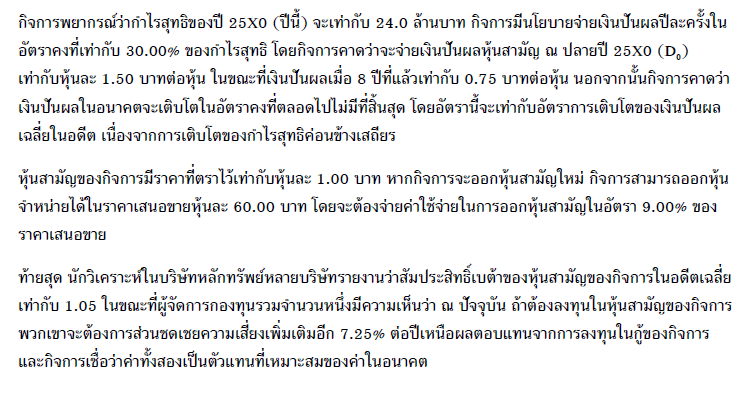 กิจการพยากรณ์ว่ากำไรสุทธิของปี 25X0 (ปีนี้) จะเท่ากับ 24.0 ล้านบาท กิจการมีนโยบายจ่ายเงินปันผลปีละครั้งใน
อัตราคงที่เท่ากับ 30.00% ของกำไรสุทธิ โดยกิจการคาดว่าจะจ่ายเงินปันผลหุ้นสามัญ ณ ปลายปี 25X0 (D₀)
เท่ากับหุ้นละ 1.50 บาทต่อหุ้น ในขณะที่เงินปันผลเมื่อ 8 ปีที่แล้วเท่ากับ 0.75 บาทต่อหุ้น นอกจากนั้นกิจการคาดว่า
เงินปันผลในอนาคตจะเติบโตในอัตราคงที่ตลอดไปไม่มีที่สิ้นสุด โดยอัตรานี้จะเท่ากับอัตราการเติบโตของเงินปันผล
เฉลี่ยในอดีต เนื่องจากการเติบโตของกำไรสุทธิค่อนข้างเสถียร
หุ้นสามัญของกิจการมีราคาที่ตราไว้เท่ากับหุ้นละ 1.00 บาท หากกิจการจะออกหุ้นสามัญใหม่ กิจการสามารถออกหุ้น
จำหน่ายได้ในราคาเสนอขายหุ้นละ 60.00 บาท โดยจะต้องจ่ายค่าใช้จ่ายในการออกหุ้นสามัญในอัตรา 9.00% ของ
ราคาเสนอขาย
ท้ายสุด นักวิเคราะห์ในบริษัทหลักทรัพย์หลายบริษัทรายงานว่าสัมประสิทธิ์เบต้าของหุ้นสามัญของกิจการในอดีตเฉลี่ย
เท่ากับ 1.05 ในขณะที่ผู้จัดการกองทุนรวมจำนวนหนึ่งมีความเห็นว่า ณ ปัจจุบัน ถ้าต้องลงทุนในหุ้นสามัญของกิจการ
พวกเขาจะต้องการส่วนชดเชยความเสี่ยงเพิ่มเติมอีก 7.25% ต่อปีเหนือผลตอบแทนจากการลงทุนในกู้ของกิจการ
และกิจการเชื่อว่าค่าทั้งสองเป็นตัวแทนที่เหมาะสมของค่าในอนาคต